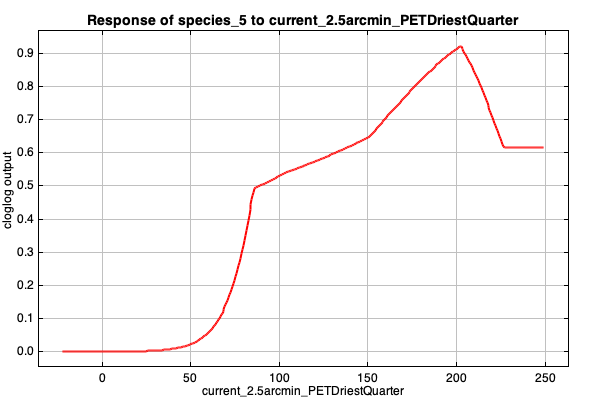 Response of species_5 to current_2.5arcmin_PETDriestQuarter
cloglog output
0.9
0.8
0.7
0.6
0.5
0.4
0.3
0.2
0.1
0.0
0 50 100 150 200 250
current_2.5arcmin_PETDriestQuarter